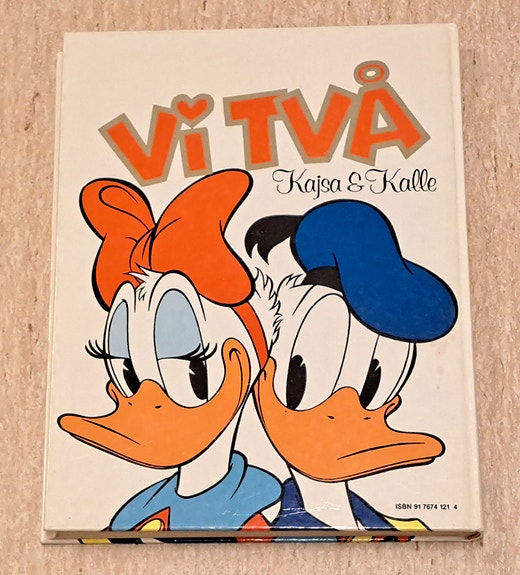 Vi TVÅ
Kajsa & Kalle
ISBN 91 7674 121 4